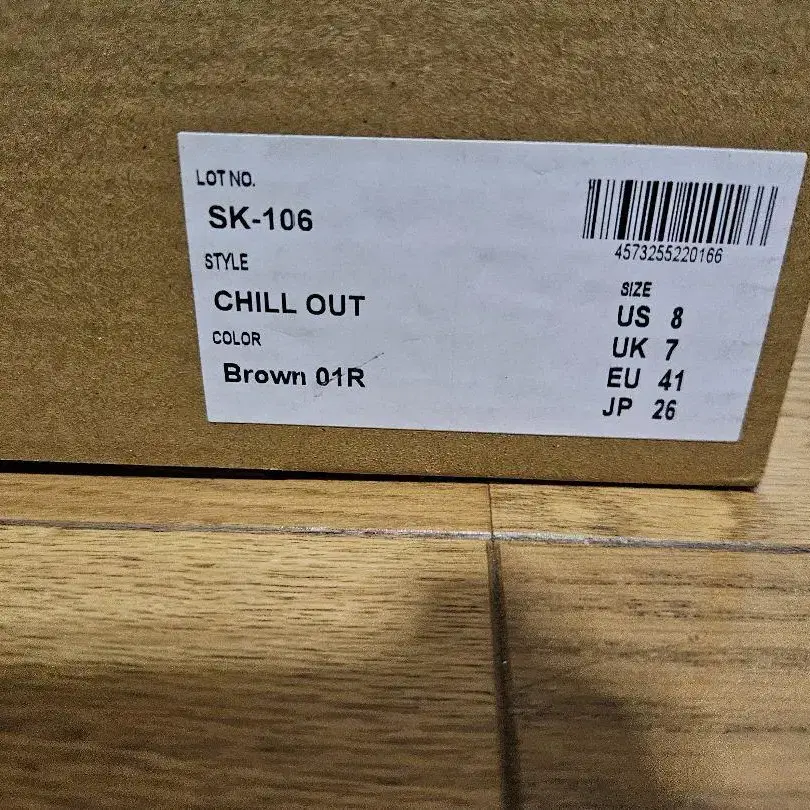 LOT NO.
SK-106
STYLE
CHILL OUT
COLOR
Brown 01R
4573255220166
SIZE
US 8
UK 7
EU 41
JP 26